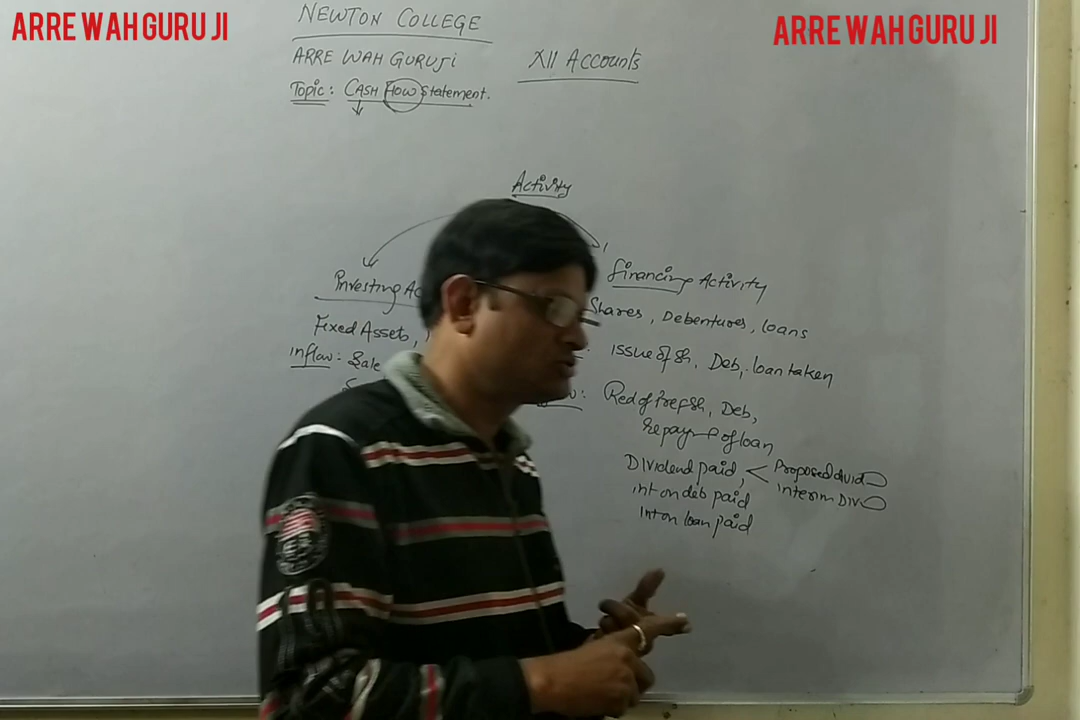 ARRE WAH GURU JI
ARRE WAH GURU JI
NEWTON COLLEGE
ARRE WAH GURUJi
XII Accounts
Topic: CASH Flow Statement.
Activity
Investing Ac
Financing Activity
Fixed Assets,
Shares, Debentures, loans
inflow: Sale
issue of sh, Deb, loan taken
Red of Pref sh, Deb,
repaymt of loan
Dividend paid, < Proposed divid
interim Div
int on deb paid
Int on loan paid